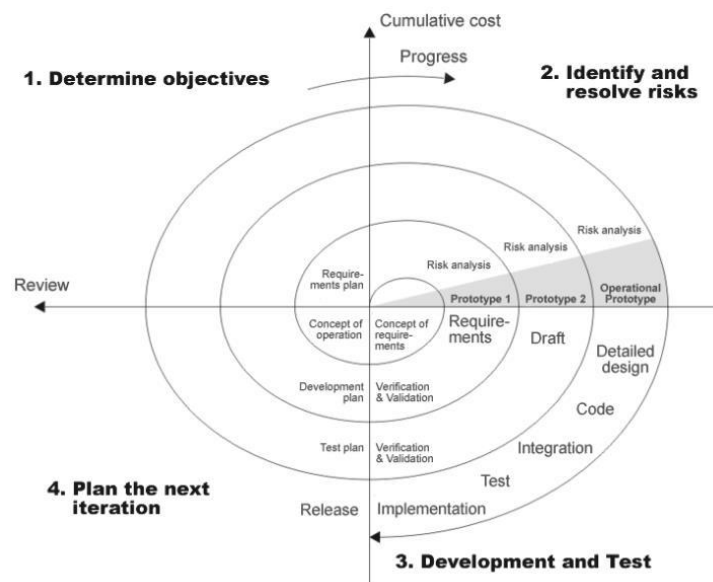 Cumulative cost
Progress
1. Determine objectives
2. Identify and
resolve risks
Risk analysis
Risk analysis
Risk analysis
Require-
ments plan
Review
Prototype 1
Prototype 2
Operational
Prototype
Concept of
operation
Concept of
require-
ments
Require-
ments
Draft
Detailed
design
Development
plan
Verification
& Validation
Code
Test plan
Verification
& Validation
Integration
Test
4. Plan the next
iteration
Release
Implementation
3. Development and Test